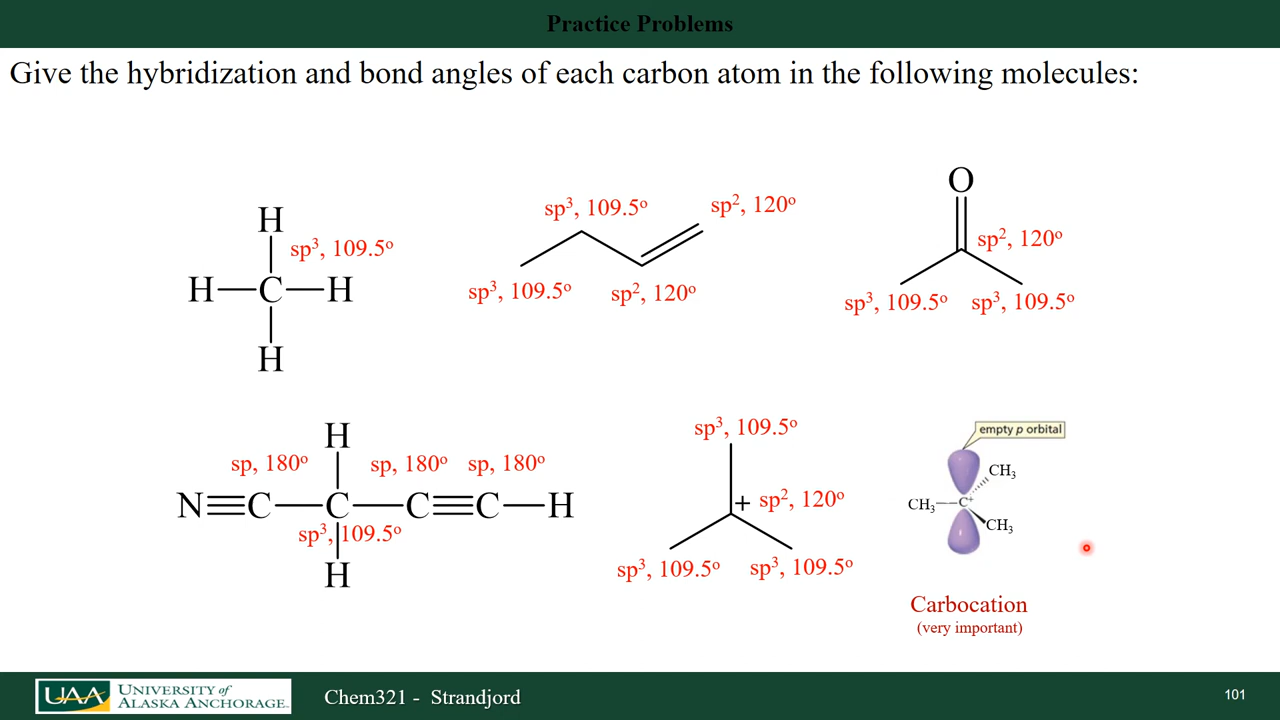 Practice Problems
Give the hybridization and bond angles of each carbon atom in the following molecules:
H
sp³, 109.5º
H C H
H
sp³, 109.5º
sp², 120º
sp³, 109.5º
sp², 120º
O
sp², 120º
sp³, 109.5º
sp³, 109.5º
H
sp, 180º
sp, 180º
sp, 180º
N≡C C C≡C H
sp³, 109.5º
H
sp³, 109.5º
+ sp², 120º
sp³, 109.5º
sp³, 109.5º
empty p orbital
CH₃
CH₃ C⁺
CH₃
Carbocation
(very important)
UAA
UNIVERSITY of
ALASKA ANCHORAGE
Chem321 - Strandjord
101